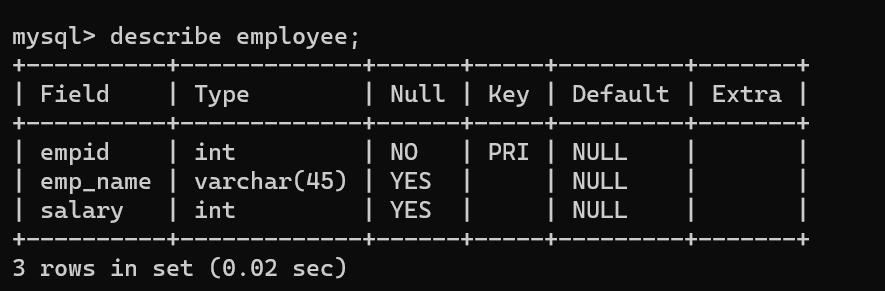 mysql> describe employee;
+----------+-------------+------+-----+---------+-------+
| Field    | Type        | Null | Key | Default | Extra |
+----------+-------------+------+-----+---------+-------+
| empid    | int         | NO   | PRI | NULL    |       |
| emp_name | varchar(45) | YES  |     | NULL    |       |
| salary   | int         | YES  |     | NULL    |       |
+----------+-------------+------+-----+---------+-------+
3 rows in set (0.02 sec)